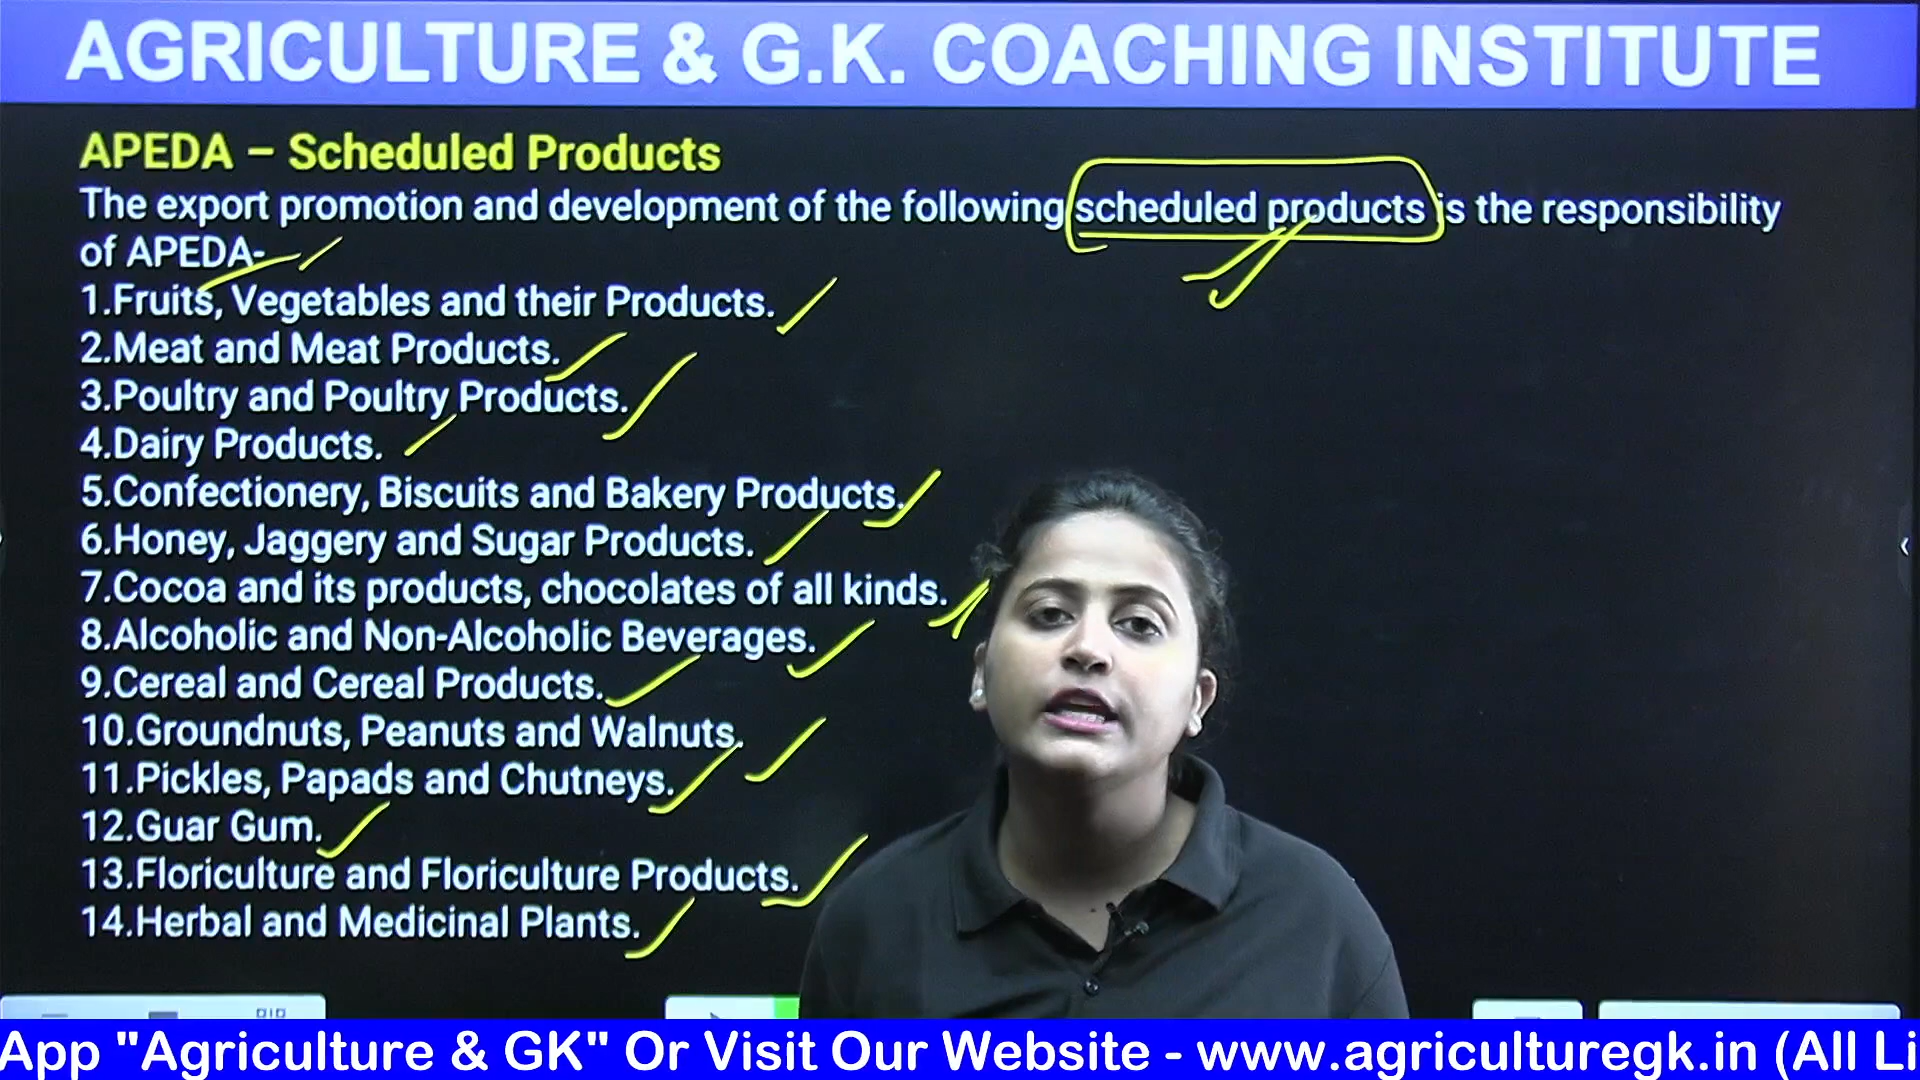 AGRICULTURE & G.K. COACHING INSTITUTE
APEDA – Scheduled Products
The export promotion and development of the following scheduled products is the responsibility
of APEDA-
1.Fruits, Vegetables and their Products.
2.Meat and Meat Products.
3.Poultry and Poultry Products.
4.Dairy Products.
5.Confectionery, Biscuits and Bakery Products.
6.Honey, Jaggery and Sugar Products.
7.Cocoa and its products, chocolates of all kinds.
8.Alcoholic and Non-Alcoholic Beverages.
9.Cereal and Cereal Products.
10.Groundnuts, Peanuts and Walnuts.
11.Pickles, Papads and Chutneys.
12.Guar Gum.
13.Floriculture and Floriculture Products.
14.Herbal and Medicinal Plants.
App "Agriculture & GK" Or Visit Our Website - www.agriculturegk.in (All Li